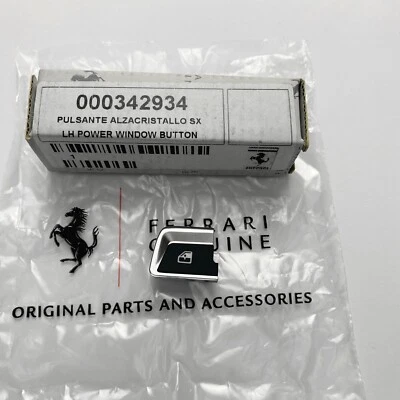 000342934
PULSANTE ALZACRISTALLO SX
LH POWER WINDOW BUTTON
FERRARI
GENUINE
ORIGINAL PARTS AND ACCESSORIES